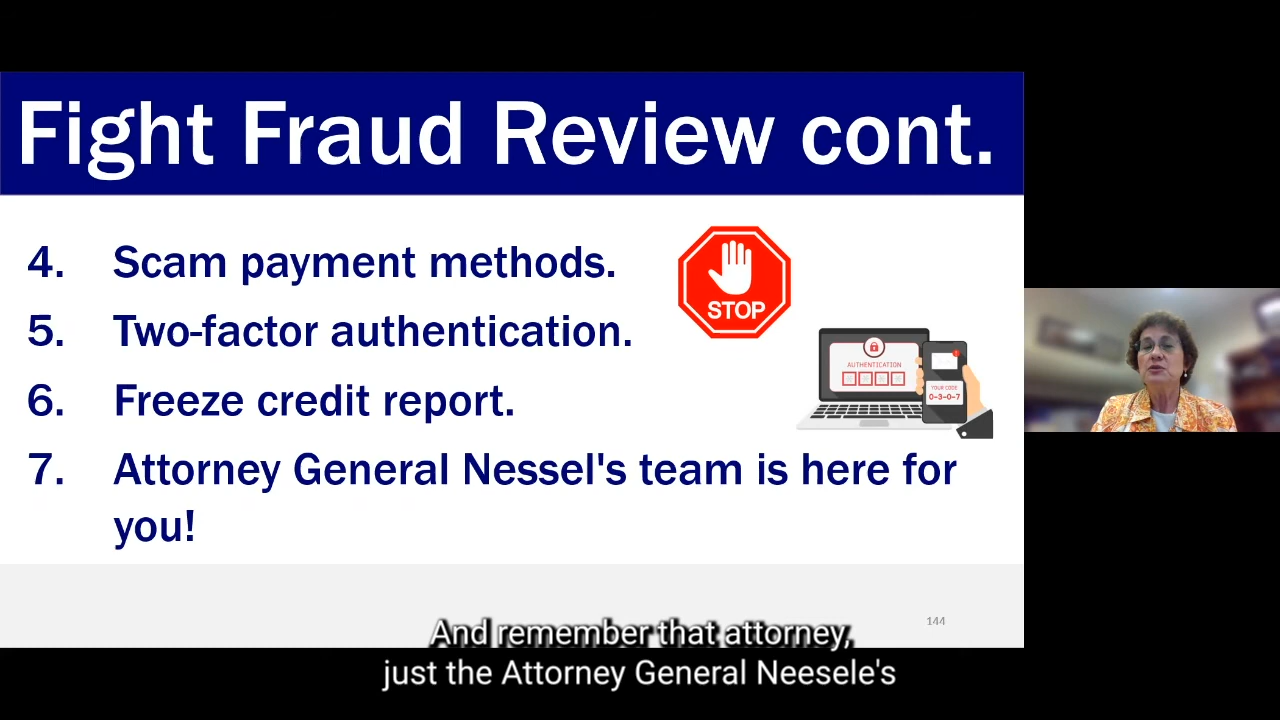 Fight Fraud Review cont.
4. Scam payment methods.
STOP
5. Two-factor authentication.
AUTHENTICATION
YOUR CODE
0-3-0-7
6. Freeze credit report.
7. Attorney General Nessel's team is here for
you!
144
And remember that attorney,
just the Attorney General Neesele's